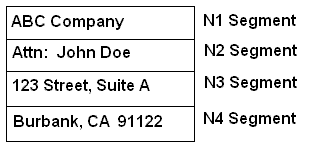 ABC Company N1 Segment
Attn: John Doe N2 Segment
123 Street, Suite A N3 Segment
Burbank, CA 91122 N4 Segment